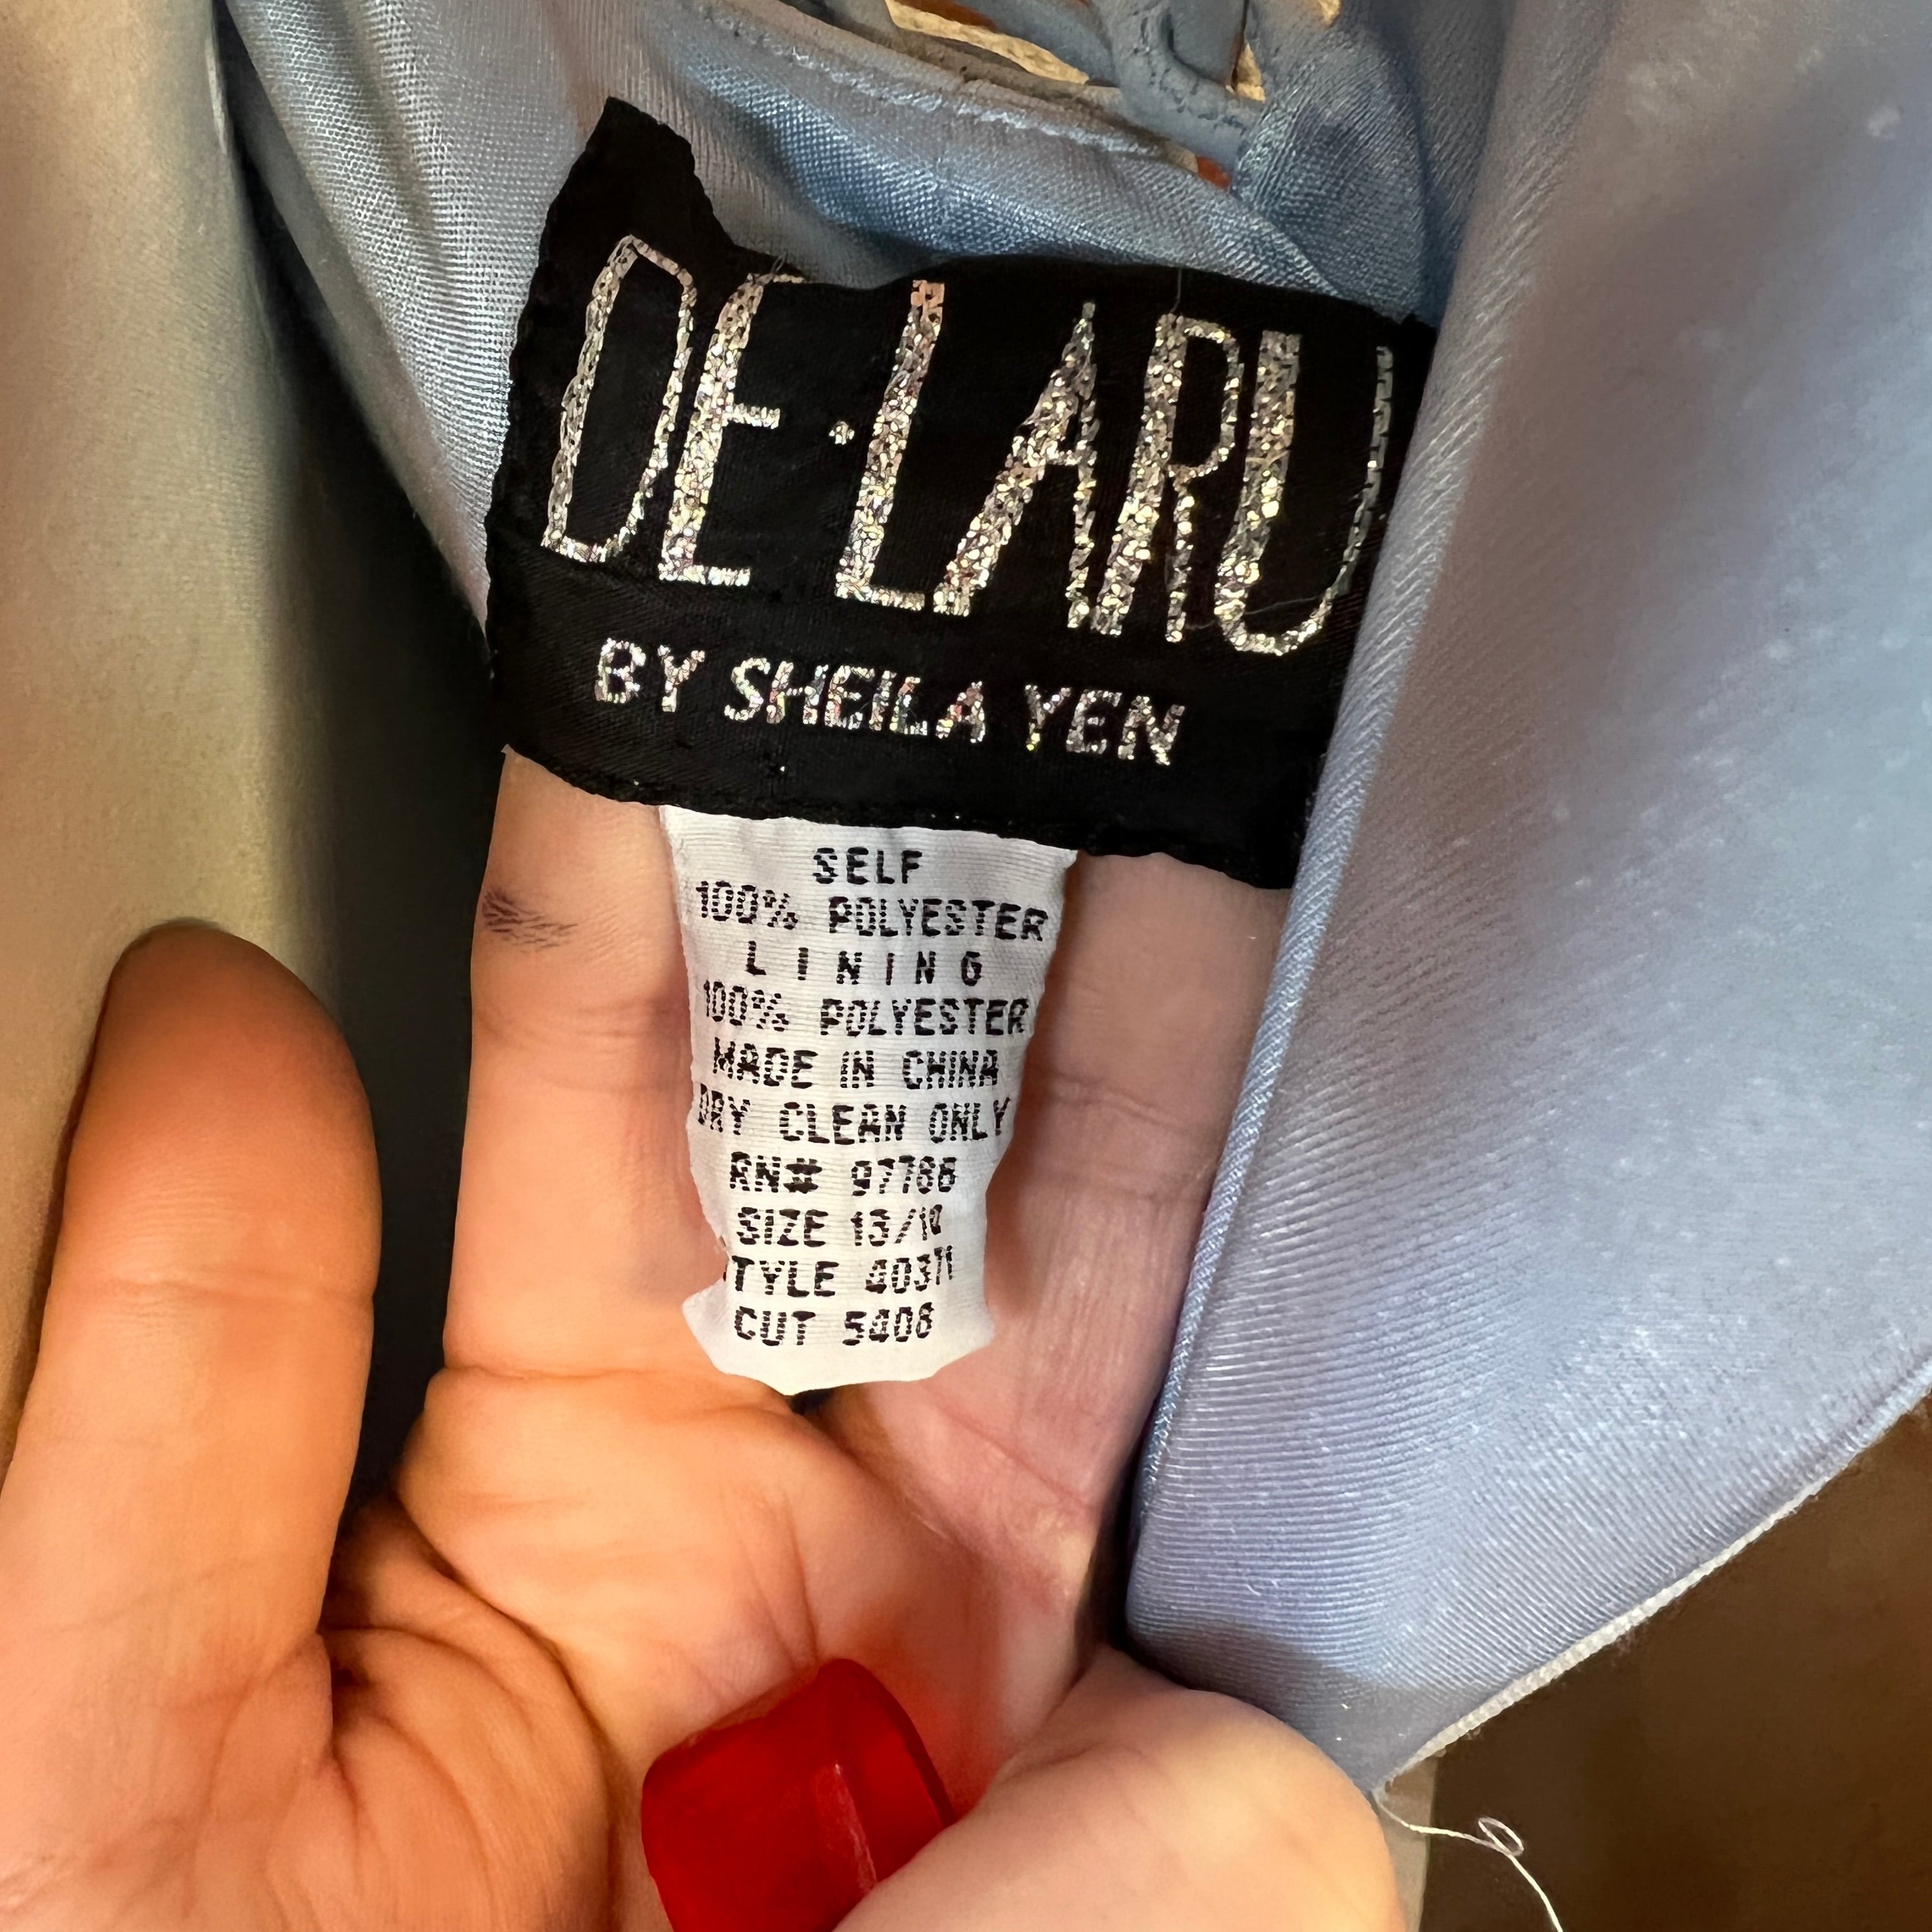 DE·LARU
BY SHEILA YEN
SELF
100% POLYESTER
LINING
100% POLYESTER
MADE IN CHINA
DRY CLEAN ONLY
RN# 97766
SIZE 13/14
STYLE 40371
CUT 5408